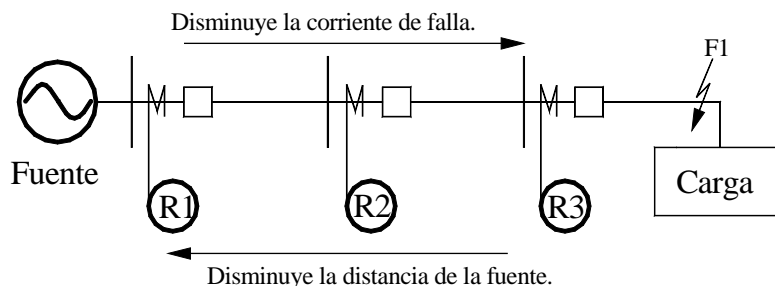 Disminuye la corriente de falla.
F1
Fuente
Carga
R1
R2
R3
Disminuye la distancia de la fuente.